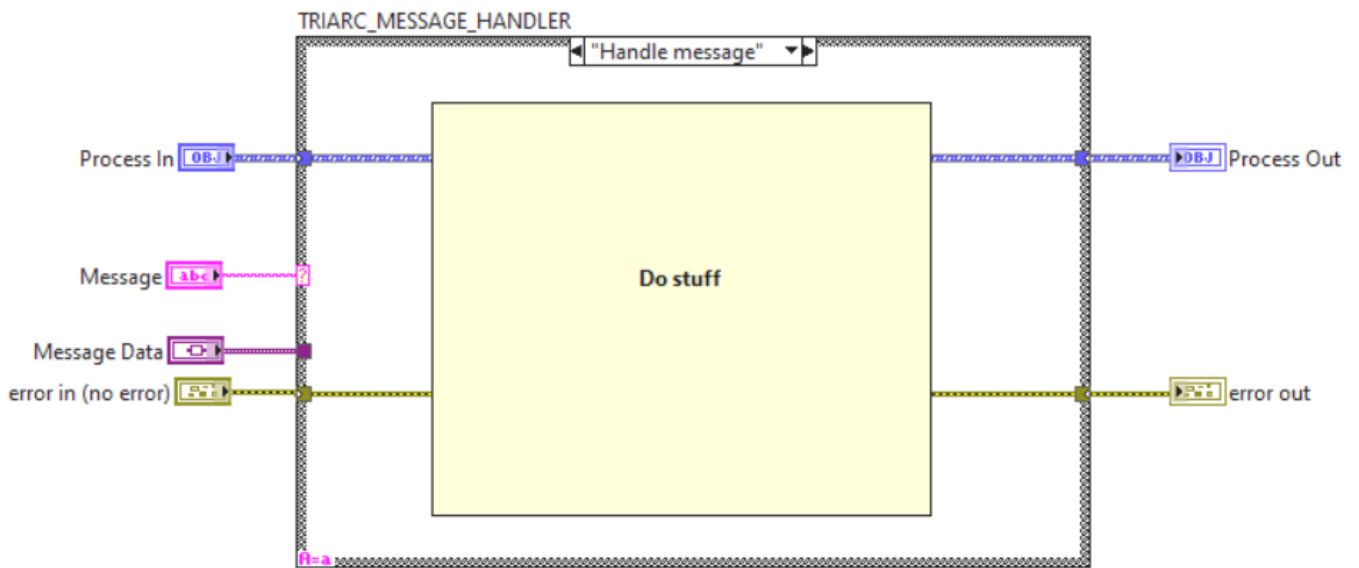 TRIARC_MESSAGE_HANDLER
"Handle message"
Process In
OBJ
OBJ
Process Out
Do stuff
Message
abc
?
Message Data
error in (no error)
error out
A=a